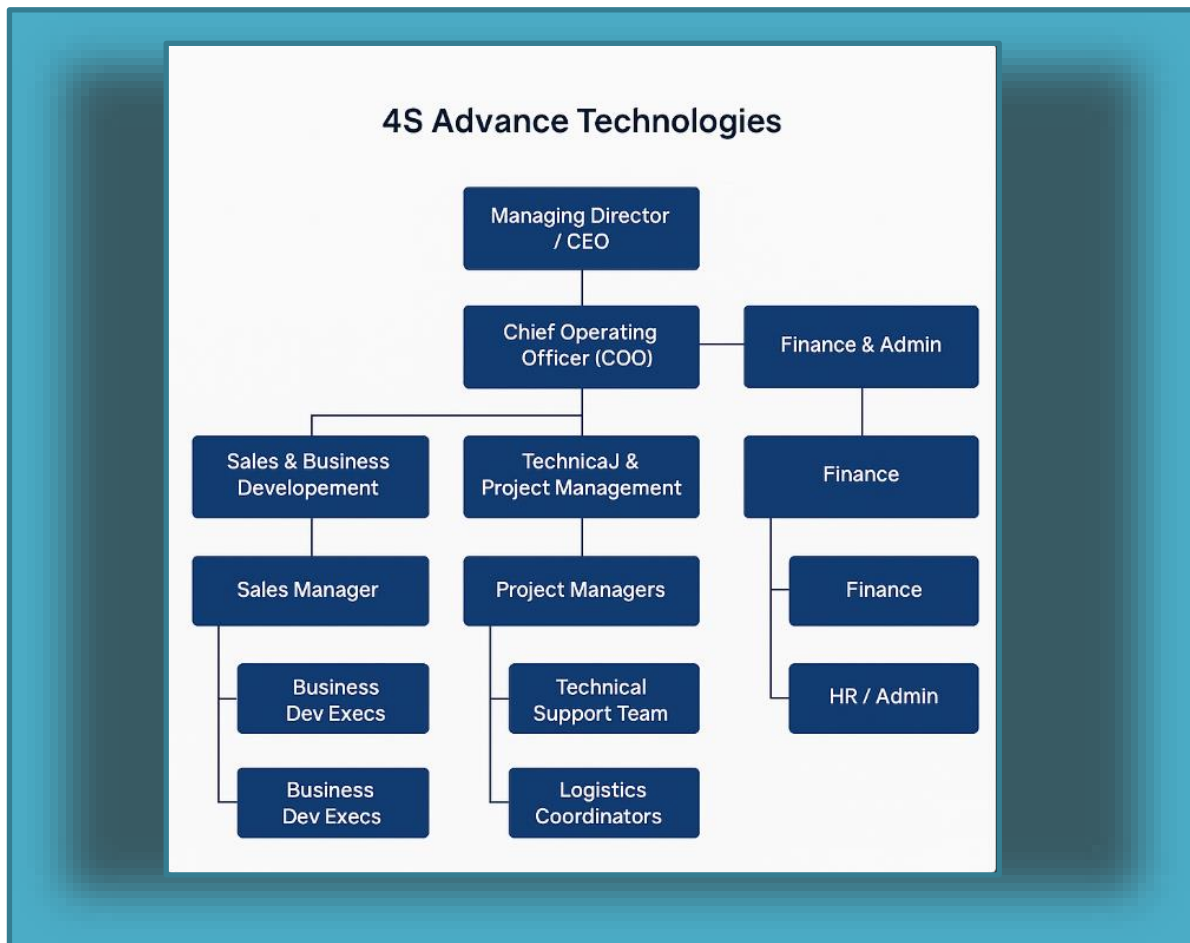 4S Advance Technologies
Managing Director
/ CEO
Chief Operating
Officer (COO)
Finance & Admin
Sales & Business
Developement
TechnicaJ &
Project Management
Finance
Sales Manager
Project Managers
Finance
Business
Dev Execs
Technical
Support Team
HR / Admin
Business
Dev Execs
Logistics
Coordinators